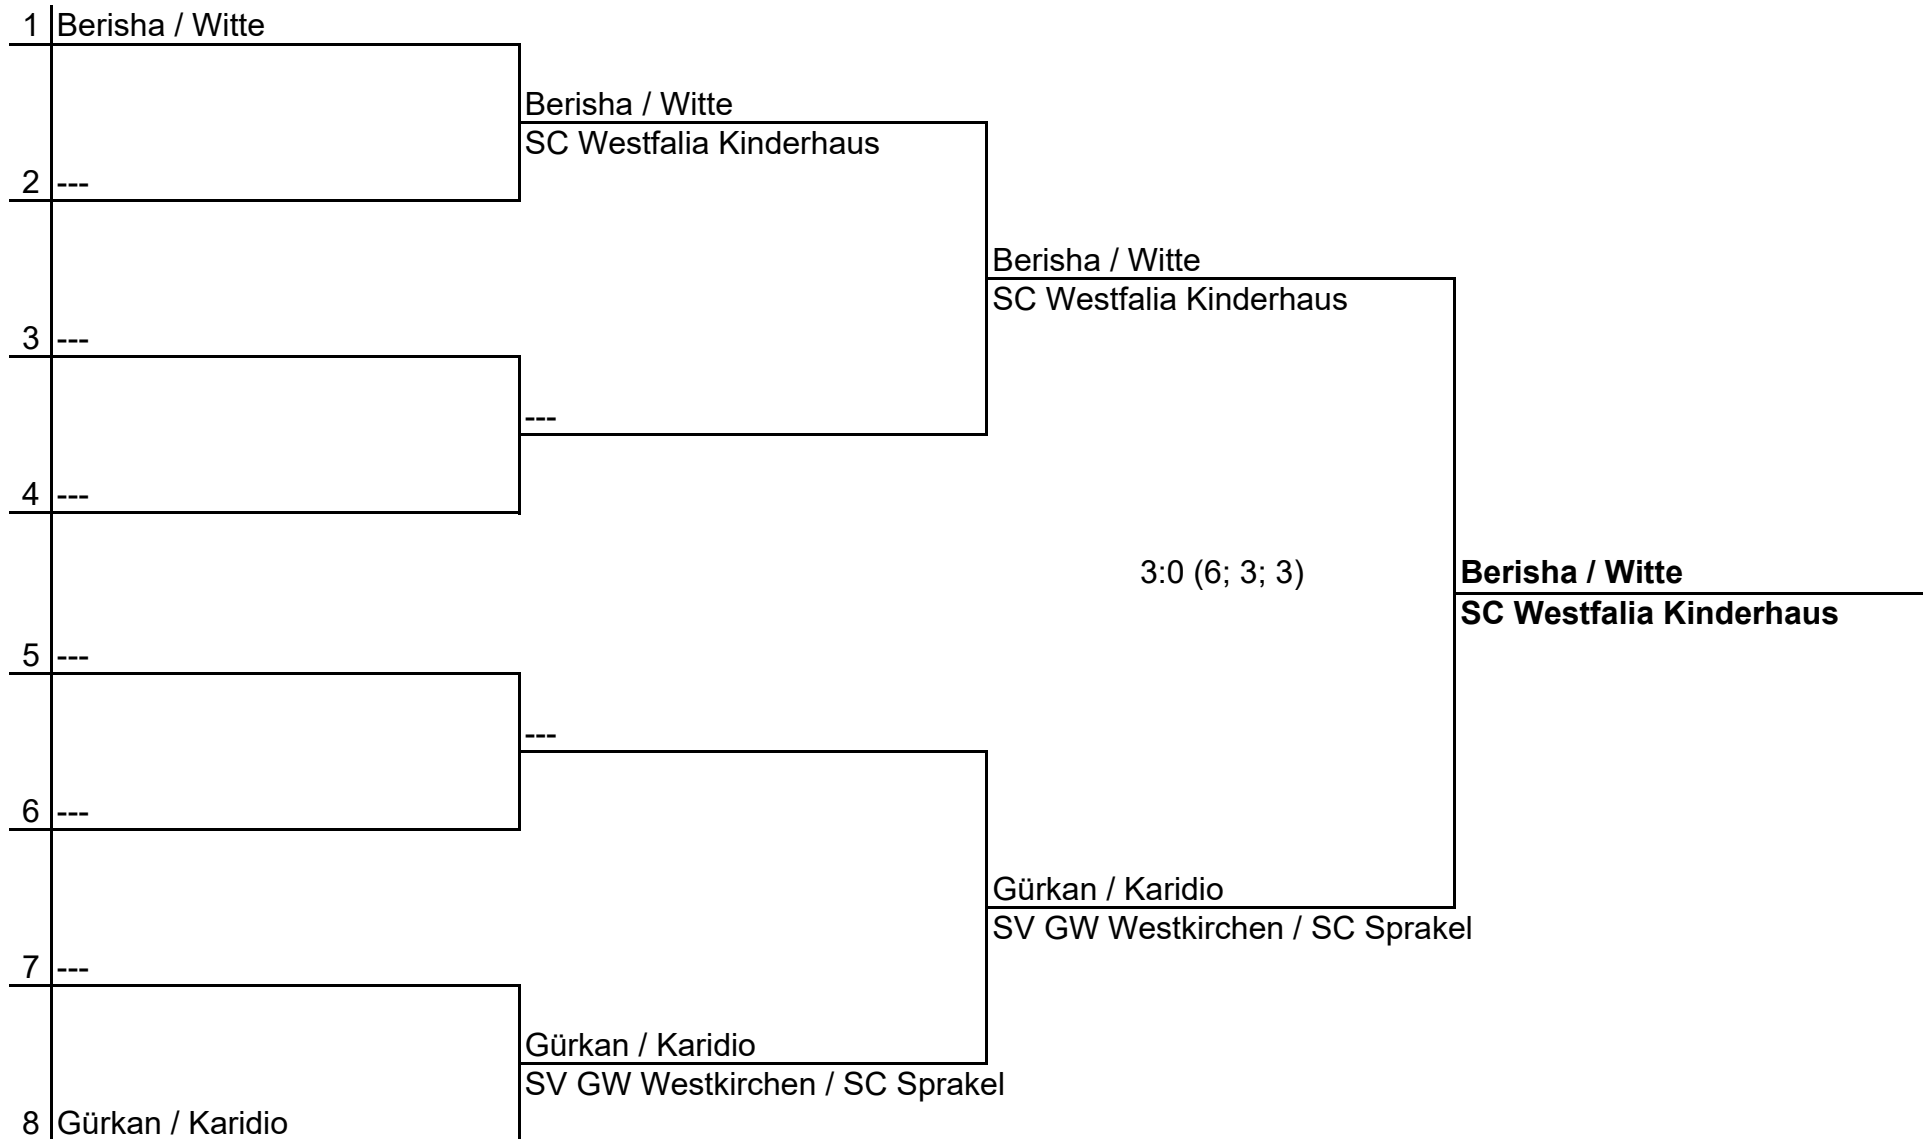 1 Berisha / Witte
Berisha / Witte
SC Westfalia Kinderhaus
2 ---
Berisha / Witte
SC Westfalia Kinderhaus
3 ---
---
4 ---
3:0 (6; 3; 3) Berisha / Witte
SC Westfalia Kinderhaus
5 ---
---
6 ---
Gürkan / Karidio
SV GW Westkirchen / SC Sprakel
7 ---
Gürkan / Karidio
SV GW Westkirchen / SC Sprakel
8 Gürkan / Karidio